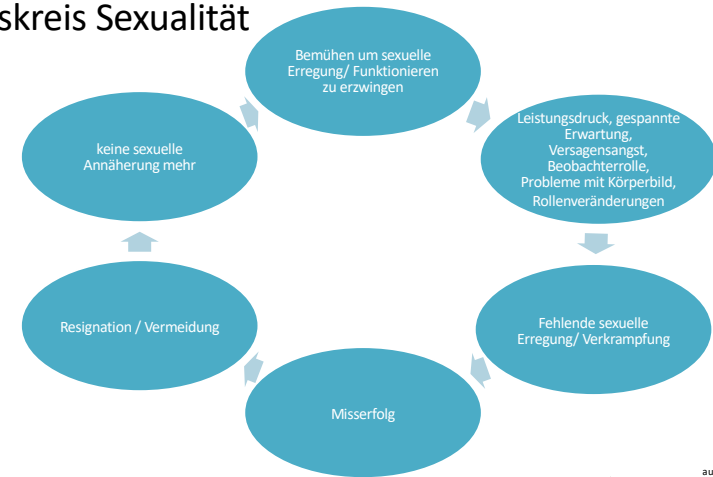 skreis Sexualität
Bemühen um sexuelle
Erregung/ Funktionieren
zu erzwingen
Leistungsdruck, gespannte
Erwartung,
Versagensangst,
Beobachterrolle,
Probleme mit Körperbild,
Rollenveränderungen
Fehlende sexuelle
Erregung/ Verkrampfung
Misserfolg
Resignation / Vermeidung
keine sexuelle
Annäherung mehr
au